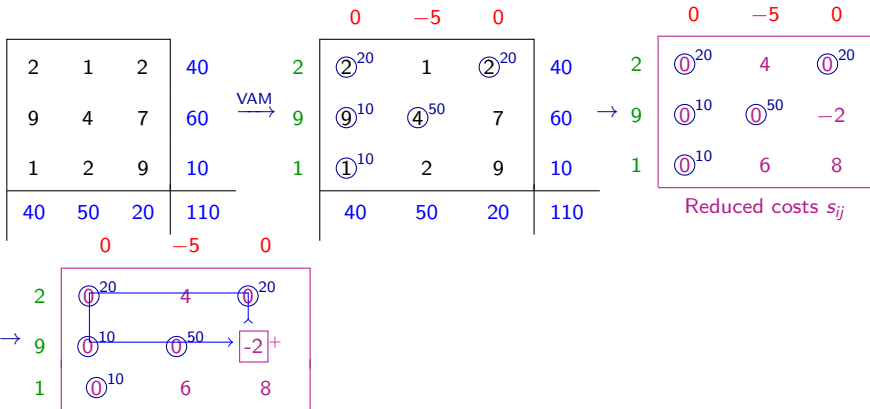 0 −5 0
2 1 2 40
9 4 7 60
1 2 9 10
40 50 20 110
VAM
→
0 −5 0
2 2 20 1 2 20 40
9 9 10 4 50 7 60
1 1 10 2 9 10
40 50 20 110
→
2 0 20 4 0 20
9 0 10 0 50 −2
1 0 10 6 8
Reduced costs sij
0 −5 0
→
2 0 20 4 0 20
9 0 10 0 50 -2 +
1 0 10 6 8